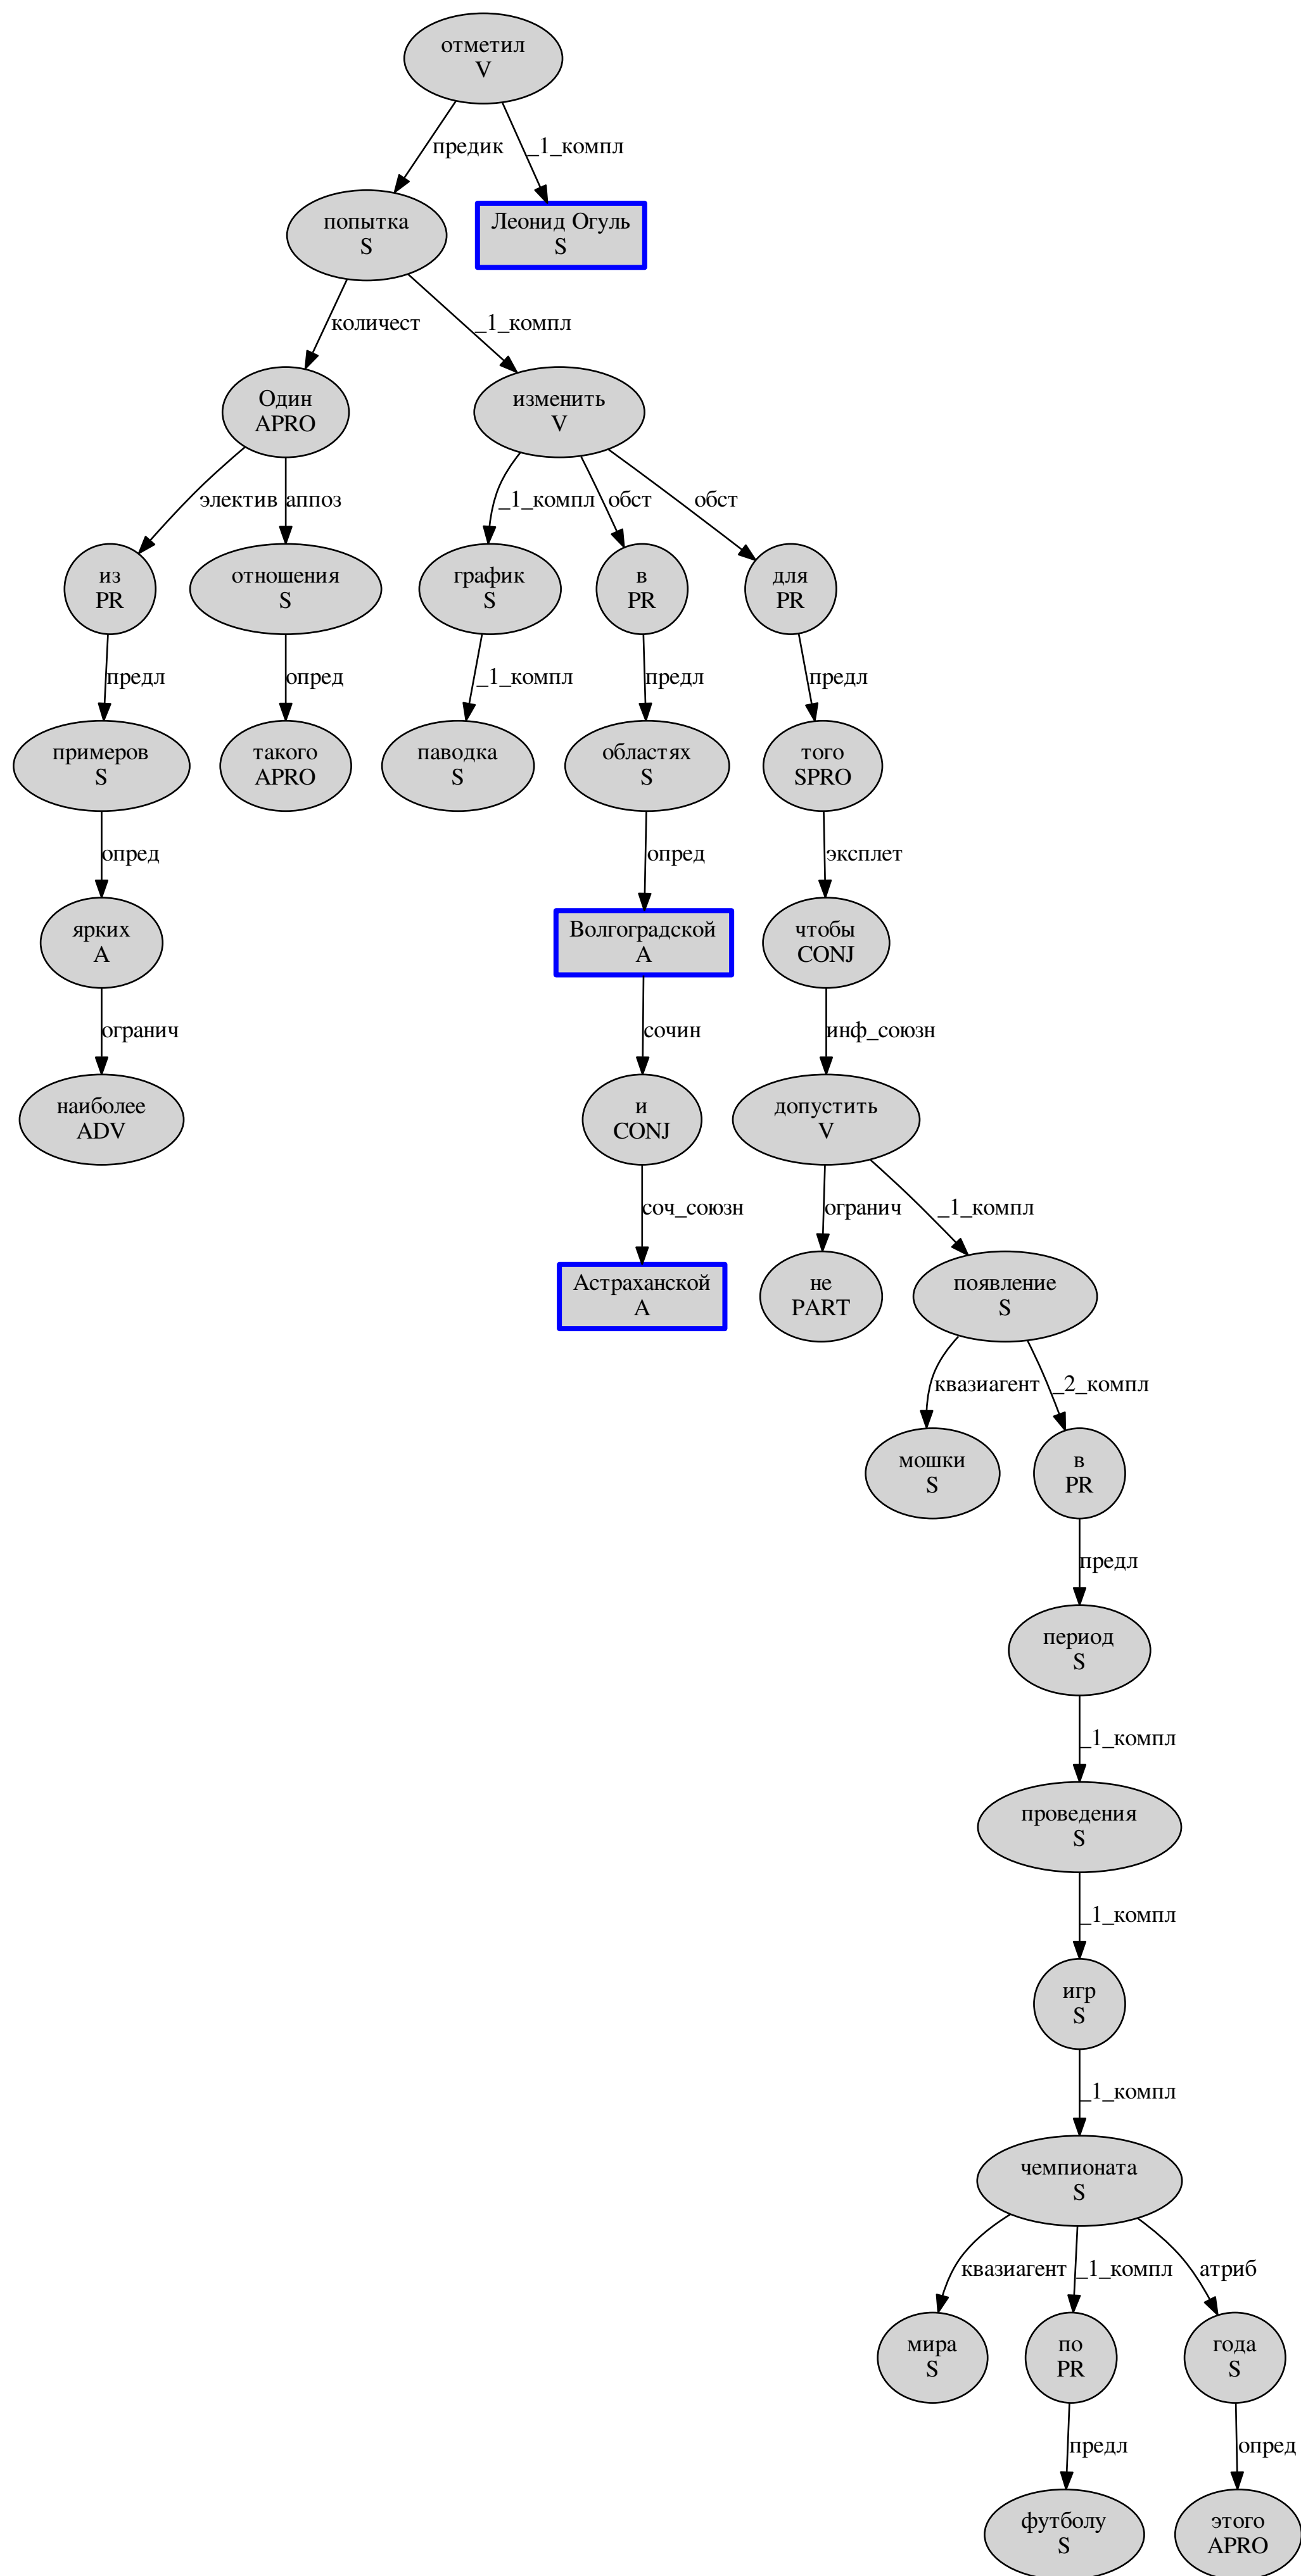 отметил
V
предик
_1_компл
попытка
S
Леонид Огуль
S
количест
_1_компл
Один
APRO
изменить
V
электив
аппоз
_1_компл
обст
обст
из
PR
отношения
S
график
S
в
PR
для
PR
предл
опред
_1_компл
предл
предл
примеров
S
такого
APRO
паводка
S
областях
S
того
SPRO
опред
опред
эксплет
ярких
A
Волгоградской
A
чтобы
CONJ
огранич
сочин
инф_союзн
наиболее
ADV
и
CONJ
допустить
V
соч_союзн
огранич
_1_компл
Астраханской
A
не
PART
появление
S
квазиагент
_2_компл
мошки
S
в
PR
предл
период
S
_1_компл
проведения
S
_1_компл
игр
S
_1_компл
чемпионата
S
квазиагент
_1_компл
атриб
мира
S
по
PR
года
S
предл
опред
футболу
S
этого
APRO